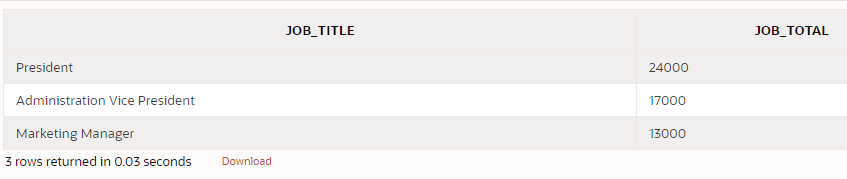 JOB_TITLE JOB_TOTAL
President 24000
Administration Vice President 17000
Marketing Manager 13000
3 rows returned in 0.03 seconds Download